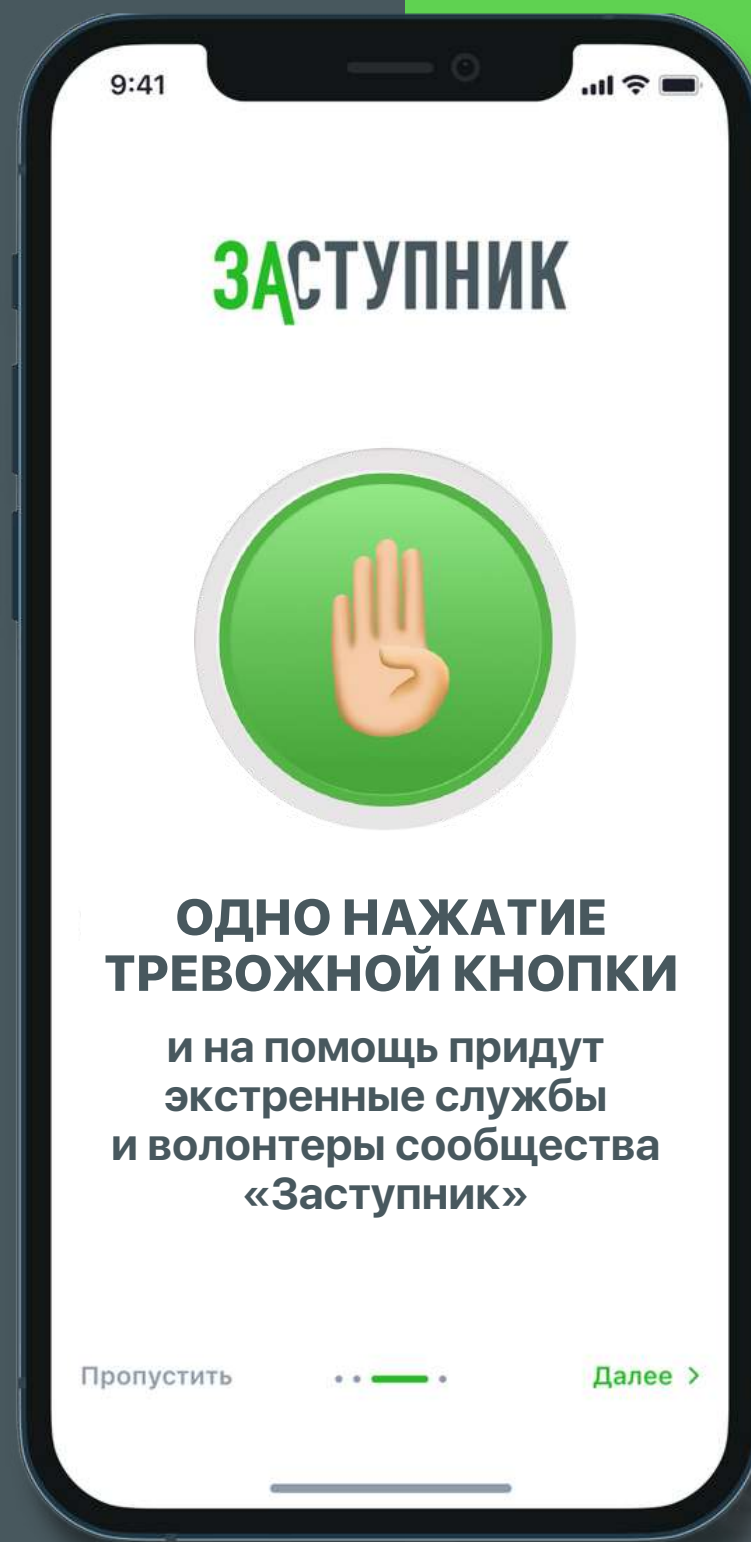 9:41
ЗАСТУПНИК
ОДНО НАЖАТИЕ
ТРЕВОЖНОЙ КНОПКИ
и на помощь придут
экстренные службы
и волонтеры сообщества
«Заступник»
Пропустить
Далее >